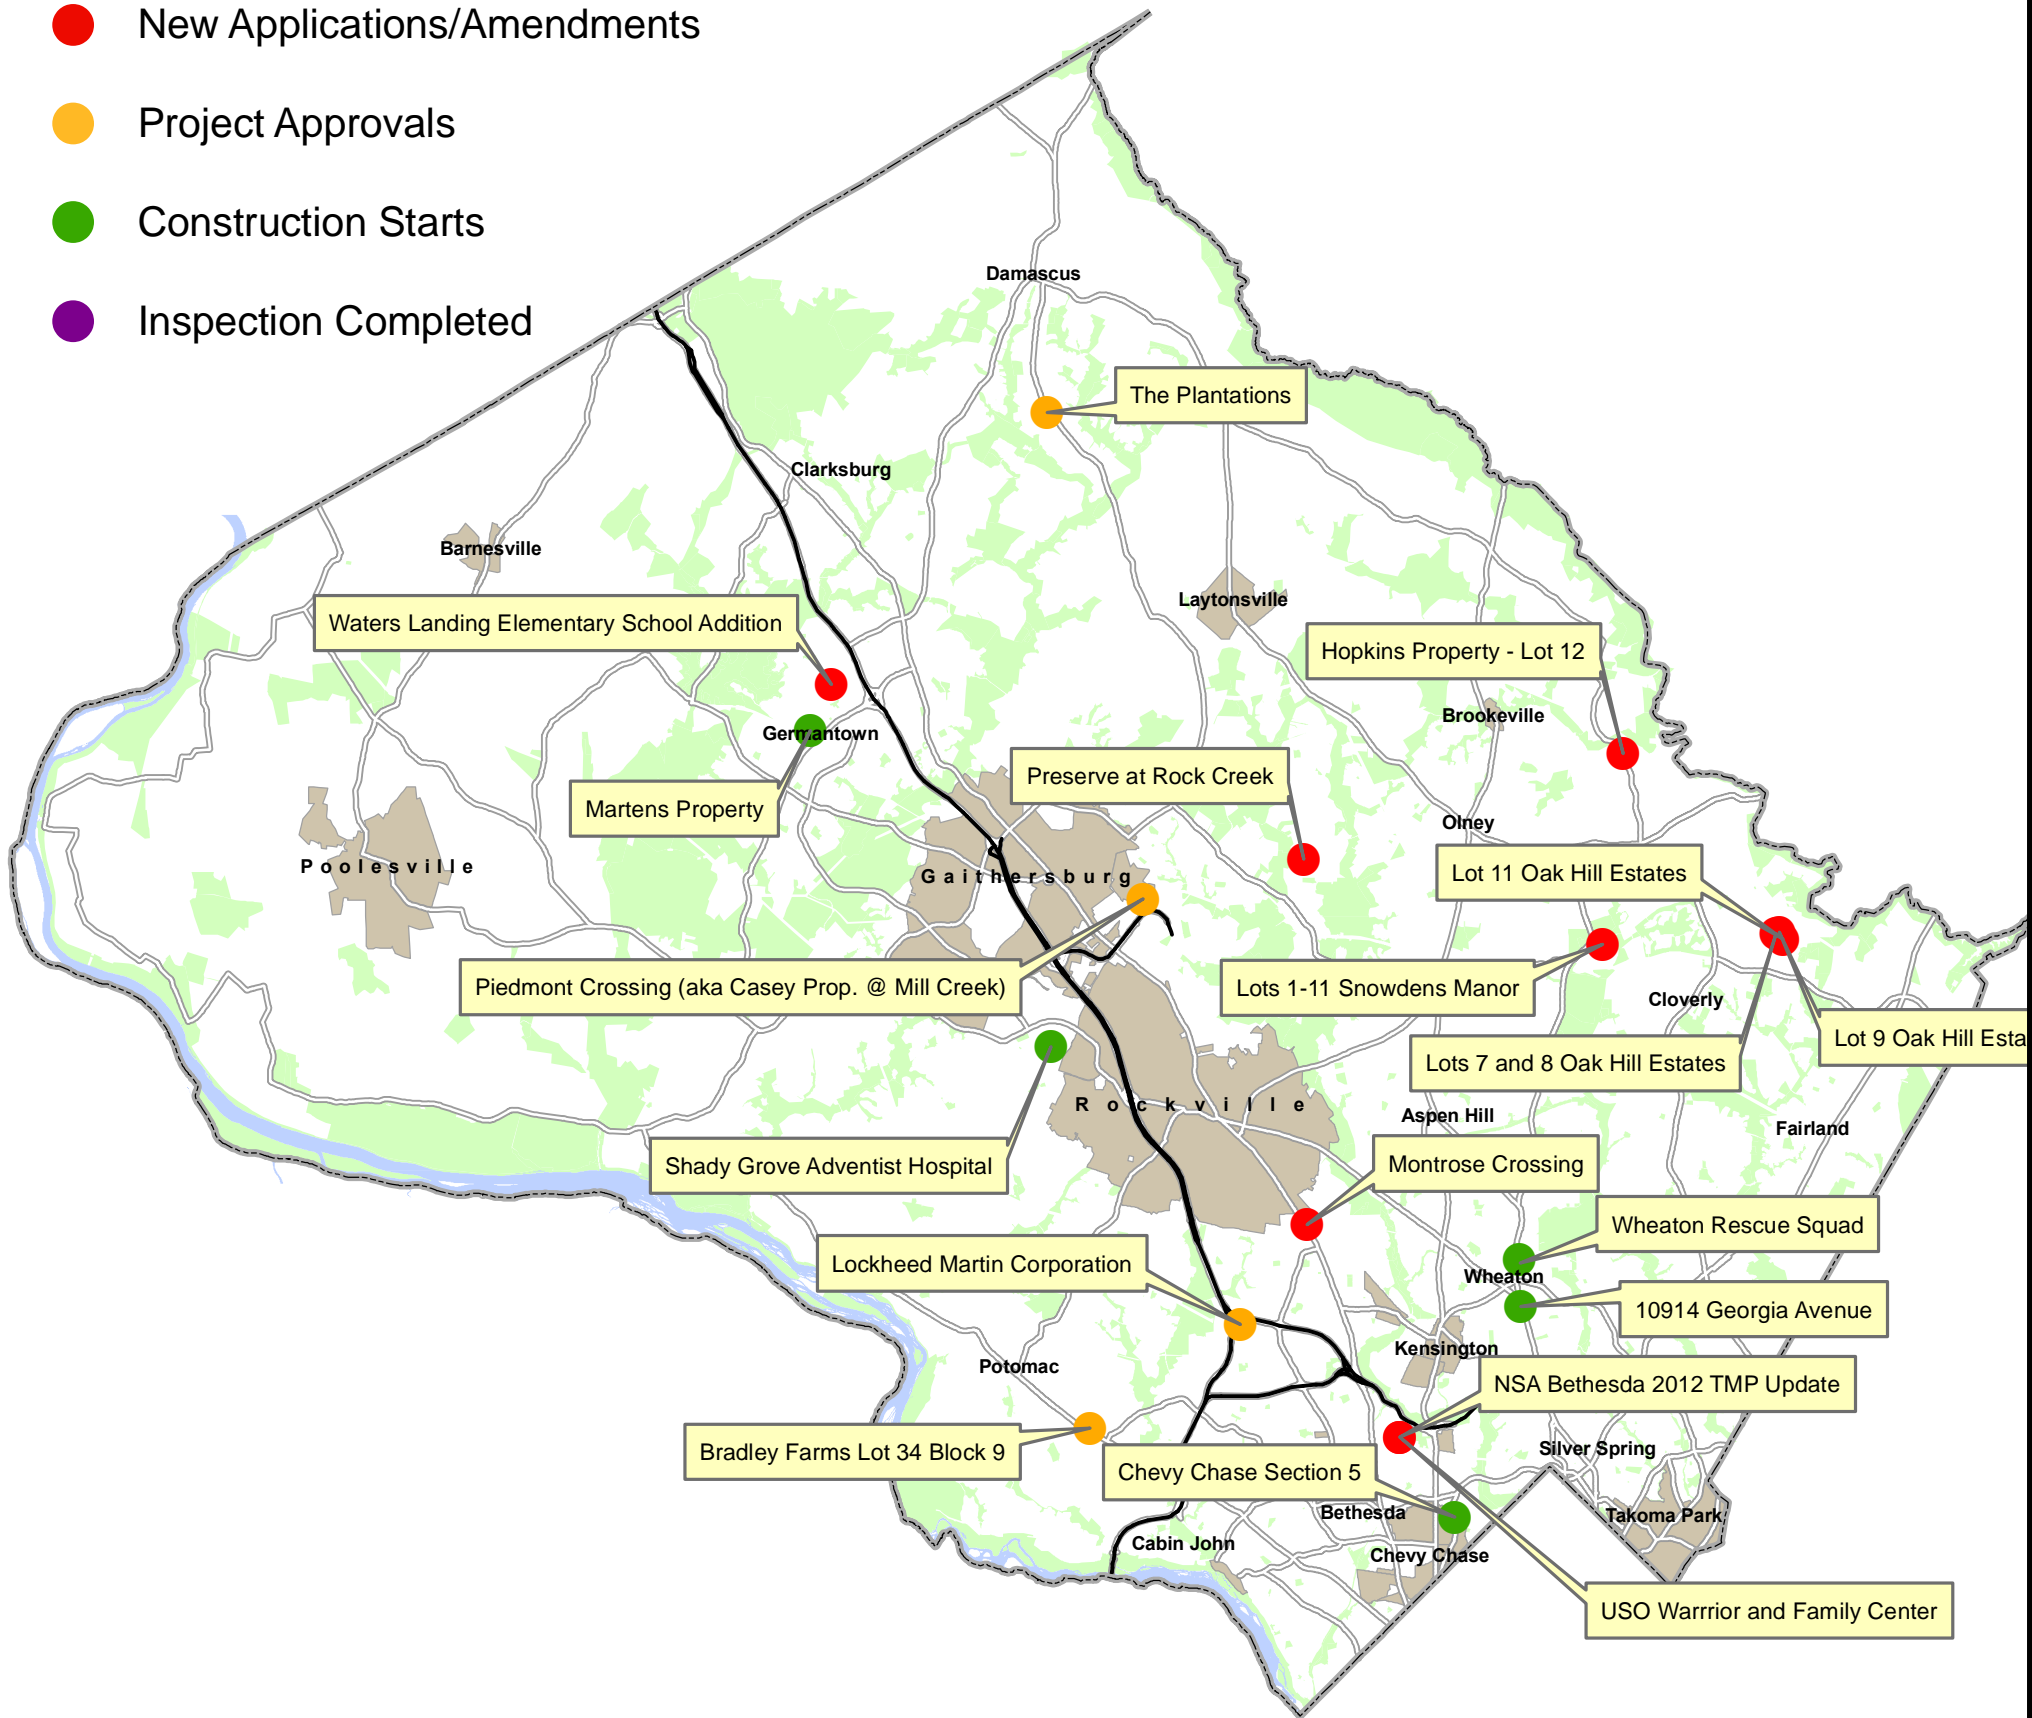 New Applications/Amendments
Project Approvals
Construction Starts
Inspection Completed
Damascus
The Plantations
Clarksburg
Barnesville
Laytonsville
Waters Landing Elementary School Addition
Hopkins Property - Lot 12
Brookeville
Germantown
Preserve at Rock Creek
Martens Property
Olney
Poolesville
Gaithersburg
Lot 11 Oak Hill Estates
Piedmont Crossing (aka Casey Prop. @ Mill Creek)
Lots 1-11 Snowdens Manor
Cloverly
Lot 9 Oak Hill Esta
Lots 7 and 8 Oak Hill Estates
Rockville
Aspen Hill
Fairland
Shady Grove Adventist Hospital
Montrose Crossing
Wheaton Rescue Squad
Lockheed Martin Corporation
Wheaton
10914 Georgia Avenue
Kensington
Potomac
NSA Bethesda 2012 TMP Update
Bradley Farms Lot 34 Block 9
Silver Spring
Chevy Chase Section 5
Bethesda
Takoma Park
Cabin John
Chevy Chase
USO Warrrior and Family Center